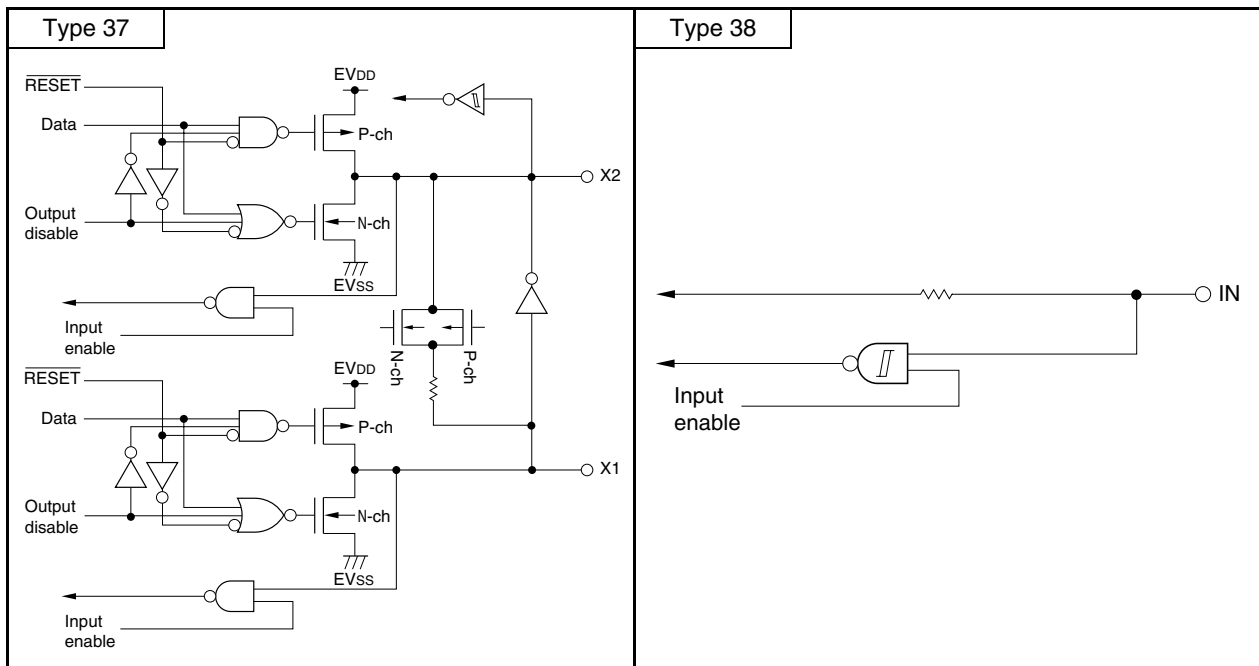 Type 37
RESET
EVDD
Data
P-ch
X2
Output
disable
N-ch
EVSS
Input
enable
N-ch
P-ch
RESET
EVDD
Data
P-ch
X1
Output
disable
N-ch
EVSS
Input
enable
Type 38
IN
Input
enable